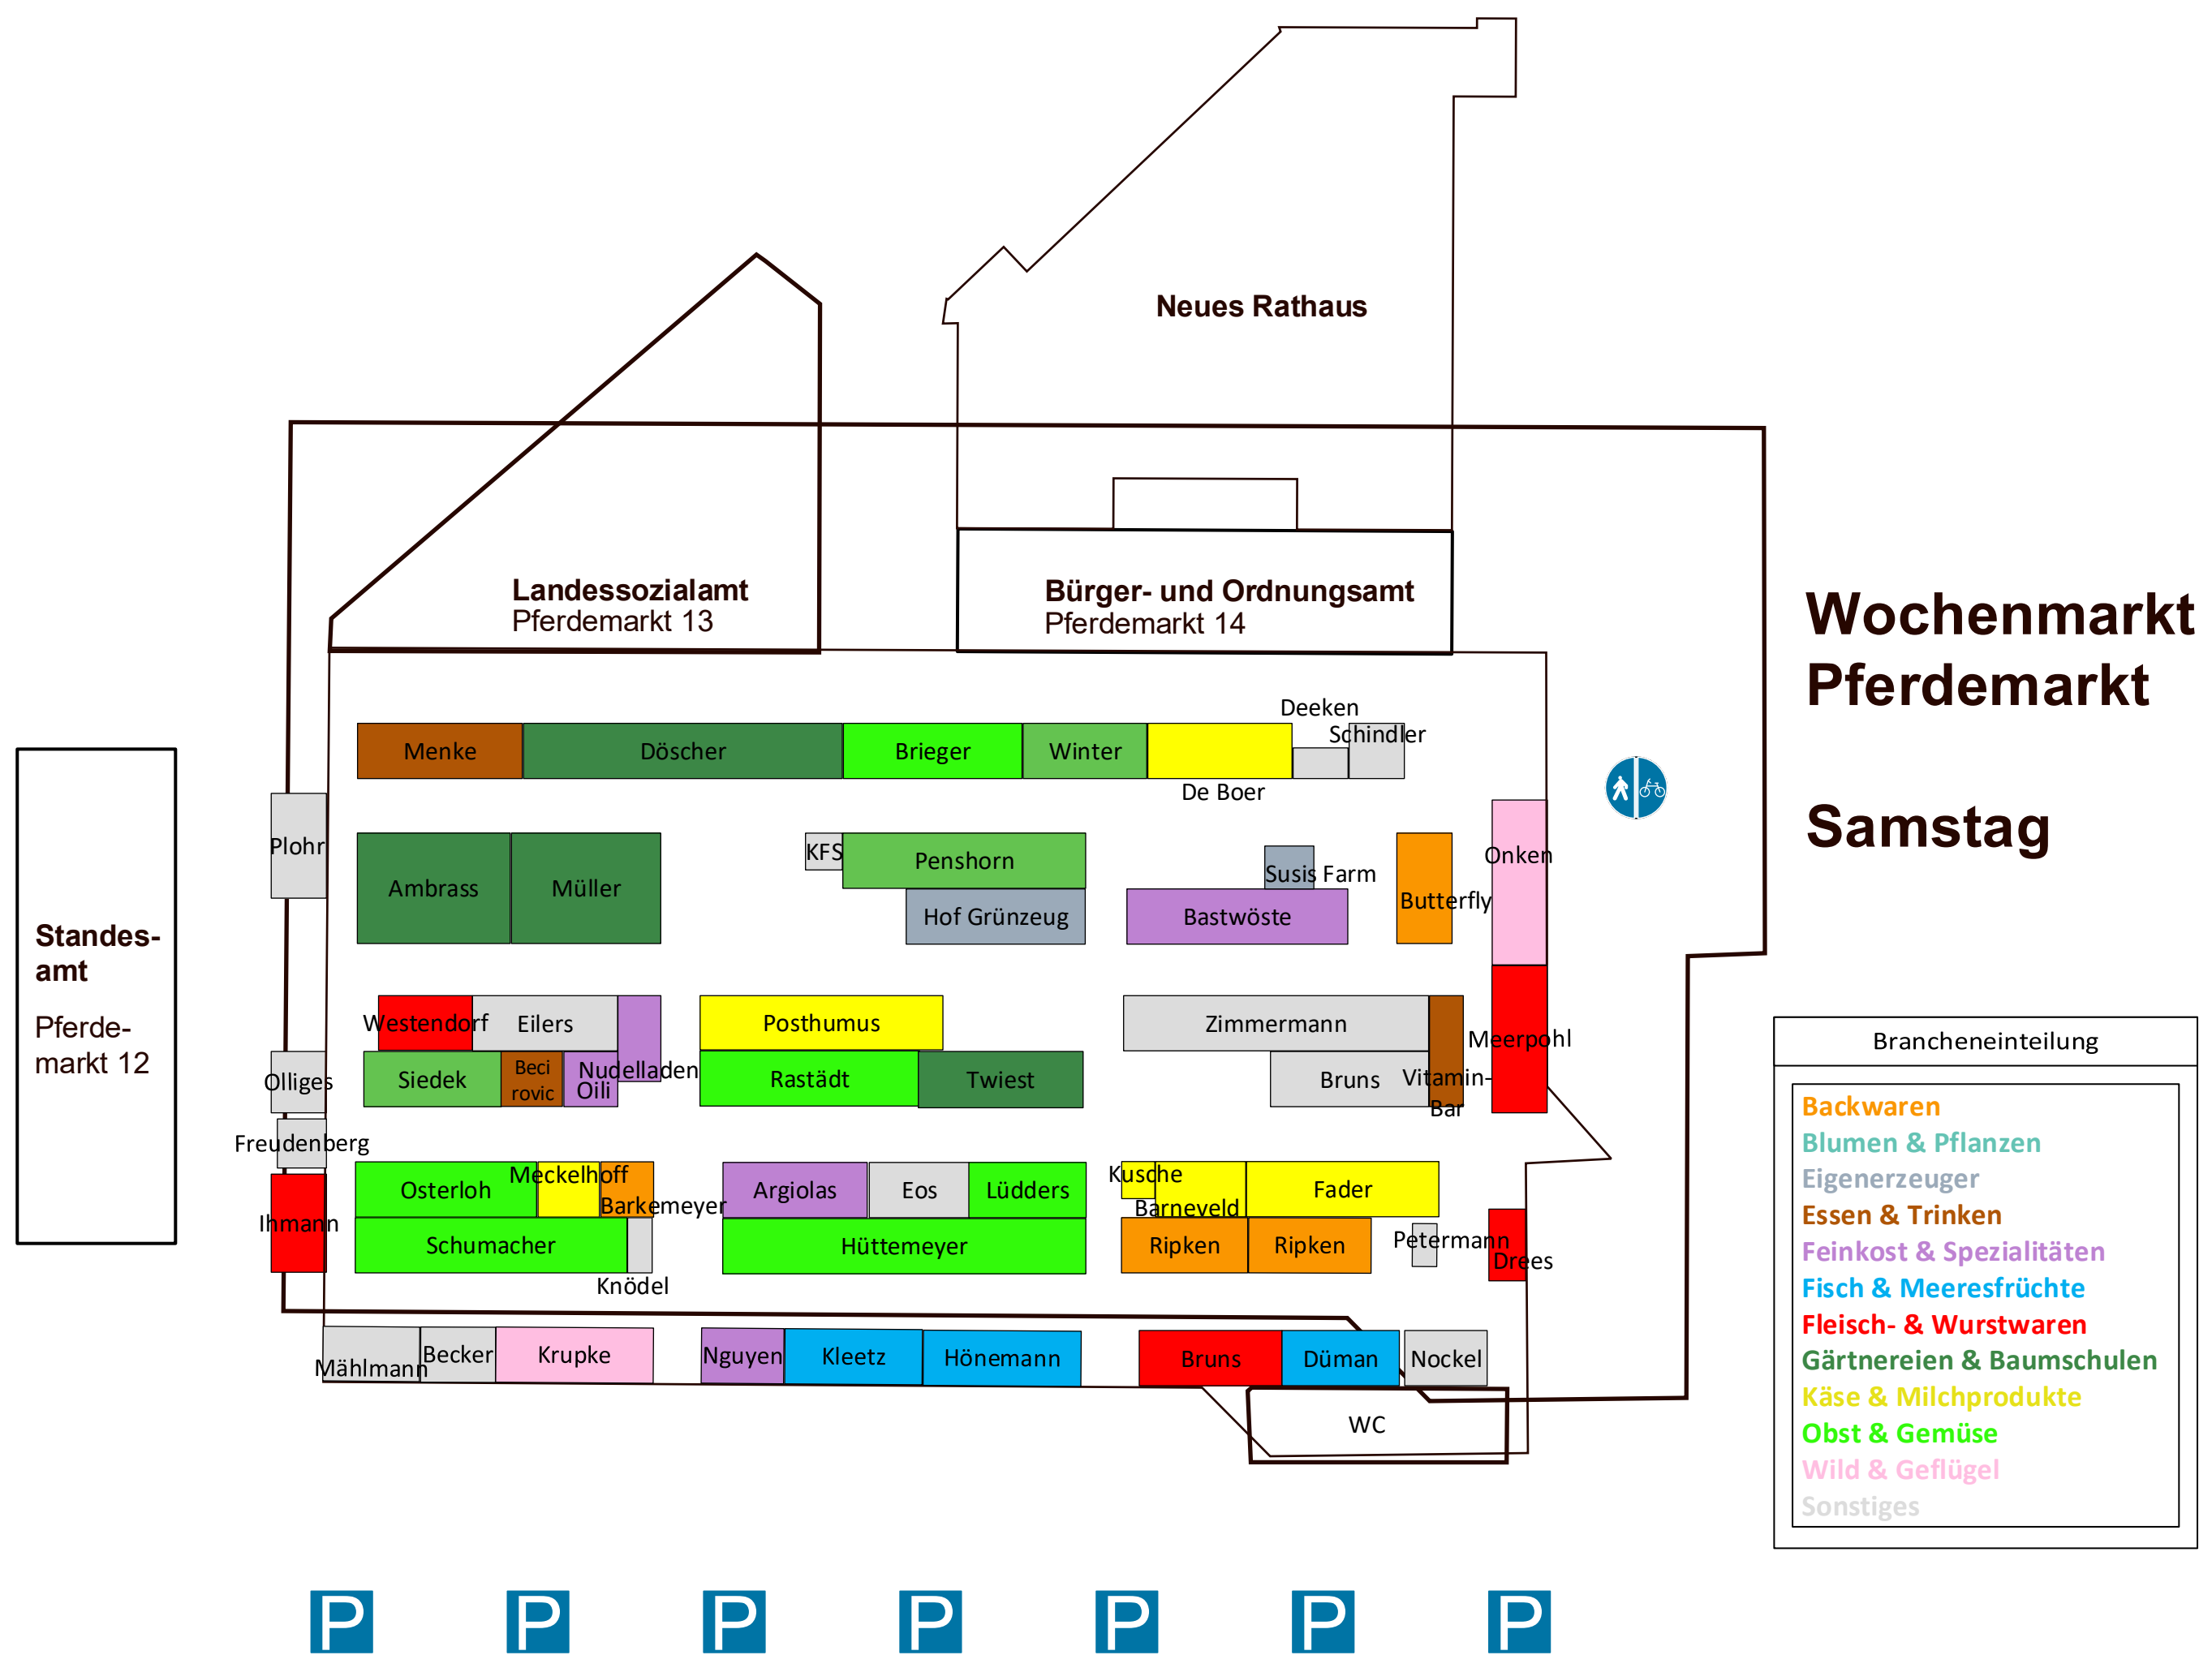 Neues Rathaus
Landessozialamt
Pferdemarkt 13
Bürger- und Ordnungsamt
Pferdemarkt 14
Wochenmarkt
Pferdemarkt
Samstag
Standes-
amt
Pferde-
markt 12
Deeken
Schindler
Menke
Döscher
Brieger
Winter
De Boer
Plohr
KFS
Penshorn
Onken
Susis Farm
Ambrass
Müller
Butterfly
Hof Grünzeug
Bastwöste
Westendorf
Eilers
Posthumus
Zimmermann
Meerpohl
Olliges
Siedek
Beci
rovic
Nudelladen
Oili
Rastädt
Twiest
Bruns
Vitamin-
Bar
Freudenberg
Osterloh
Meckelhoff
Barkemeyer
Argiolas
Eos
Lüdders
Kusche
Barneveld
Fader
Ihmann
Schumacher
Knödel
Hüttemeyer
Ripken
Ripken
Petermann
Drees
Mählmann
Becker
Krupke
Nguyen
Kleetz
Hönemann
Bruns
Düman
Nockel
WC
Brancheneinteilung
Backwaren
Blumen & Pflanzen
Eigenerzeuger
Essen & Trinken
Feinkost & Spezialitäten
Fisch & Meeresfrüchte
Fleisch- & Wurstwaren
Gärtnereien & Baumschulen
Käse & Milchprodukte
Obst & Gemüse
Wild & Geflügel
Sonstiges
P
P
P
P
P
P
P